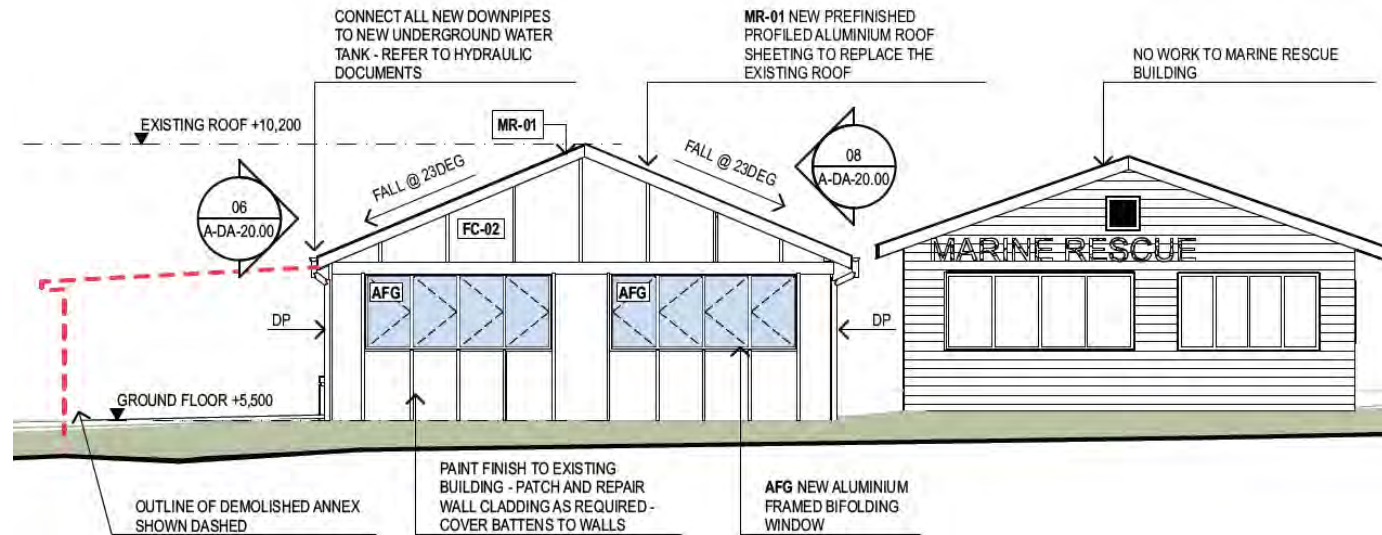 CONNECT ALL NEW DOWNPIPES
TO NEW UNDERGROUND WATER
TANK - REFER TO HYDRAULIC
DOCUMENTS
MR-01 NEW PREFINISHED
PROFILED ALUMINIUM ROOF
SHEETING TO REPLACE THE
EXISTING ROOF
NO WORK TO MARINE RESCUE
BUILDING
EXISTING ROOF +10,200
MR-01
FALL @ 23DEG
FALL @ 23DEG
08
A-DA-20.00
06
A-DA-20.00
FC-02
MARINE RESCUE
AFG
AFG
DP
DP
GROUND FLOOR +5,500
OUTLINE OF DEMOLISHED ANNEX
SHOWN DASHED
PAINT FINISH TO EXISTING
BUILDING - PATCH AND REPAIR
WALL CLADDING AS REQUIRED -
COVER BATTENS TO WALLS
AFG NEW ALUMINIUM
FRAMED BIFOLDING
WINDOW